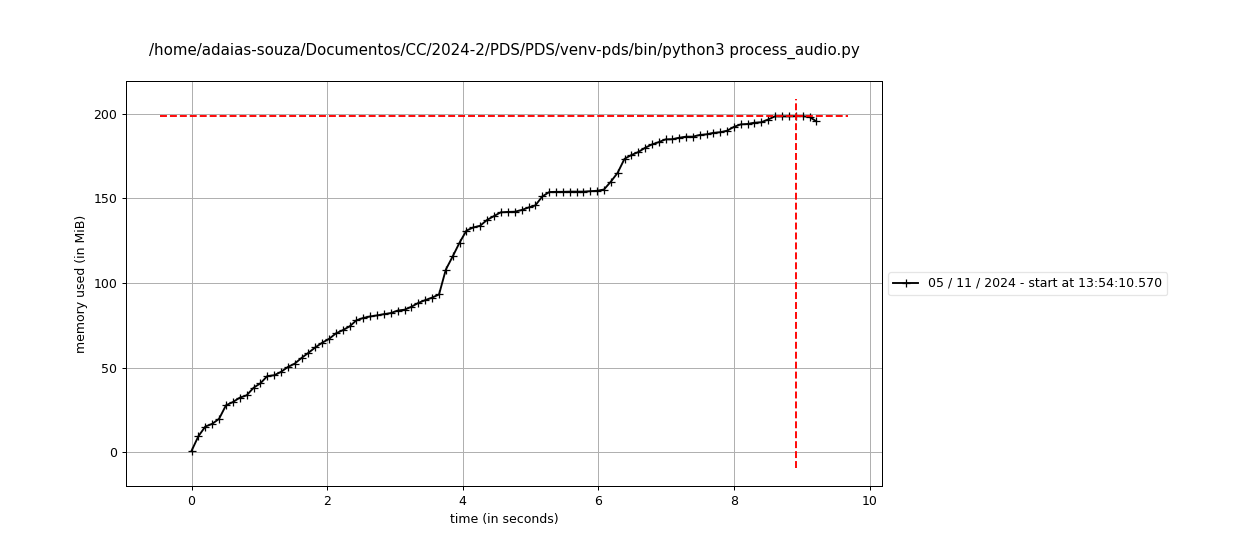 /home/adaias-souza/Documentos/CC/2024-2/PDS/PDS/venv-pds/bin/python3 process_audio.py
200
150
100
50
0
memory used (in MiB)
0 2 4 6 8 10
time (in seconds)
05 / 11 / 2024 - start at 13:54:10.570